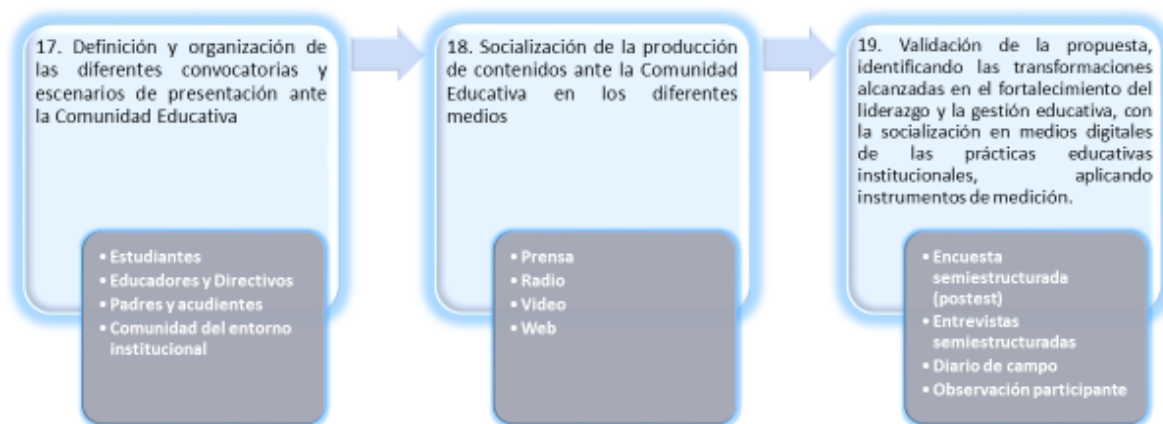 17. Definición y organización de
las diferentes convocatorias y
escenarios de presentación ante
la Comunidad Educativa
• Estudiantes
• Educadores y Directivos
• Padres y acudientes
• Comunidad del entorno
institucional
18. Socialización de la producción
de contenidos ante la Comunidad
Educativa en los diferentes
medios
• Prensa
• Radio
• Video
• Web
19. Validación de la propuesta,
identificando las transformaciones
alcanzadas en el fortalecimiento del
liderazgo y la gestión educativa, con
la socialización en medios digitales
de las prácticas educativas
institucionales, aplicando
instrumentos de medición.
• Encuesta
semiestructurada
(postest)
• Entrevistas
semiestructuradas
• Diario de campo
• Observación participante